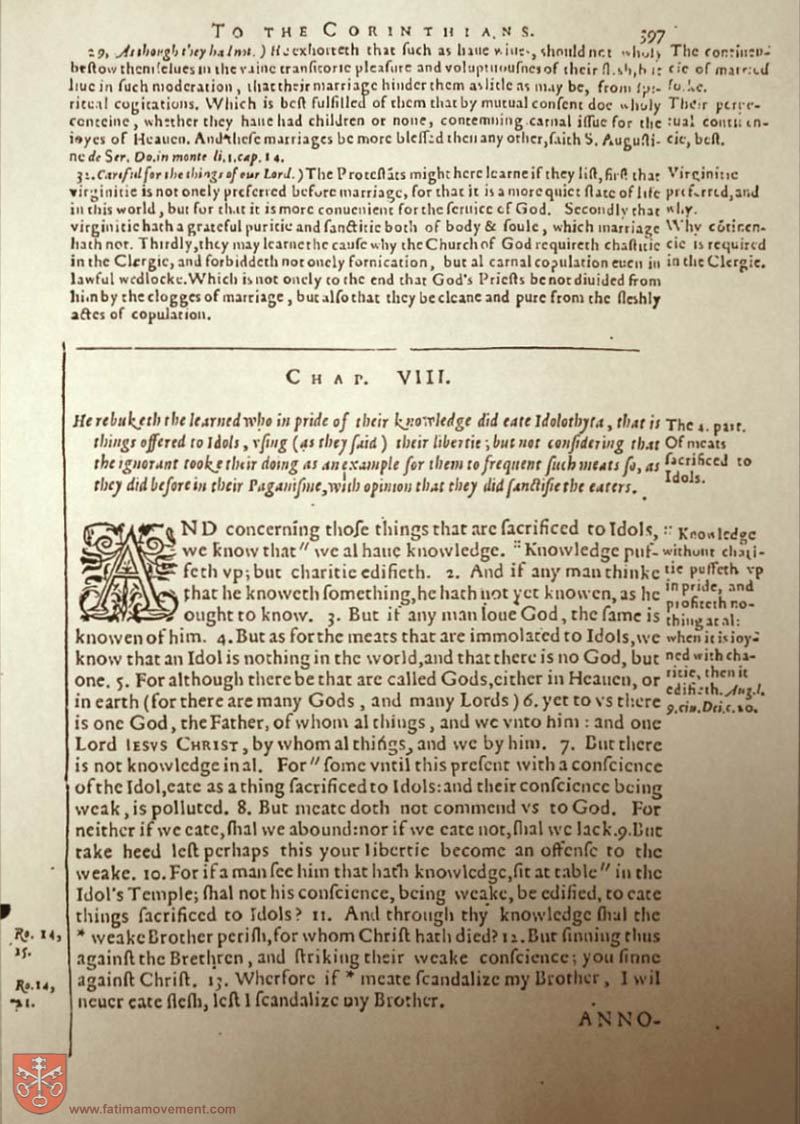 TO THE CORINTHIANS. 397
29. As though they had not.) He exhorteth that ſuch as haue wiues, ſhould not wholy
beſtow themſelues in the vaine tranſitorie pleaſure and voluptuouſnes of their fleſh, but
liue in ſuch moderation, that their marriage hinder them as litle as may be, from ſpi-
ritual cogitations. Which is beſt fulfilled of them that by mutual conſent doe wholy
conteine, whether they haue had children or none, contemning carnal iſſue for the
ioyes of Heauen. And theſe marriages be more bleſſed then any other, ſaith S. Auguſti-
ne de Ser. Do. in monte li. 1. cap. 14.
The continen-
cie of married
folke.
Their perpe-
tual continen-
cie, beſt.
32. Careful for the things of our Lord.) The Proteſtāts might here learne if they liſt, firſt that
virginitie is not onely preferred before marriage, for that it is a more quiet ſtate of life
in this world, but for that it is more conuenient for the ſeruice of God. Secondly that
virginitie hath a grateful puritie and ſanctitie both of body & ſoule, which marriage
hath not. Thirdly, they may learne the cauſe why the Church of God requireth chaſtitie
in the Clergie, and forbiddeth not onely fornication, but al carnal copulation euen in
lawful wedlocke. Which is not onely to the end that God's Prieſts be not diuided from
him by the clogges of marriage, but alſo that they be cleane and pure from the fleshly
actes of copulation.
Virginitie
preferred, and
why.
Why cōtinen-
cie is required
in the Clergie.
CHAP. VIII.
He rebuketh the learned who in pride of their knowledge did eate Idolothyta, that is
things offered to Idols, vſing (as they ſaid) their libertie; but not conſidering that
the ignorant tooke their doing as an example for them to frequent ſuch meats ſo, as
they did before in their Paganiſme, with opinion that they did ſanctifie the eaters.
The 4. part.
Of meats
ſacrificed to
Idols.
AND concerning thoſe things that are ſacrificed to Idols,
we know that " we al haue knowledge. :: Knowledge puf-
feth vp; but charitie edifieth. 2. And if any man thinke
that he knoweth ſomething, he hath not yet knowen, as he
ought to know. 3. But if any man loue God, the ſame is
knowen of him. 4. But as for the meats that are immolated to Idols, we
know that an Idol is nothing in the world, and that there is no God, but
one. 5. For although there be that are called Gods, either in Heauen, or
in earth (for there are many Gods, and many Lords) 6. yet to vs there
is one God, the Father, of whom al things, and we vnto him: and one
Lord IESVS CHRIST, by whom al things, and we by him. 7. But there
is not knowledge in al. For " ſome vntil this preſent with a conſcience
of the Idol, eate as a thing ſacrificed to Idols: and their conſcience being
weak, is polluted. 8. But meate doth not commend vs to God. For
neither if we eate, ſhal we abound: nor if we eate not, ſhal we lack. 9. But
take heed leſt perhaps this your libertie become an offenſe to the
weake. 10. For if a man ſee him that hath knowledge, ſit at table " in the
Idol's Temple; ſhal not his conſcience, being weake, be edified, to eate
things ſacrificed to Idols? 11. And through thy knowledge ſhal the
* weake Brother periſh, for whom Chriſt hath died? 12. But ſinning thus
againſt the Brethren, and ſtriking their weake conſcience; you ſinne
againſt Chriſt. 13. Wherfore if * meate ſcandalize my Brother, I wil
neuer eate fleſh, leſt I ſcandalize my Brother.
:: Knowledge
without chari-
tie puffeth vp
in pride, and
profiteth no-
thing at al:
when it is ioy-
ned with cha-
ritie, then it
edifieth. Aug. l.
9. ciu. Dei, c. 20.
Ro. 14,
15.
Ro. 14,
21.
ANNO-
www.fatimamovement.com